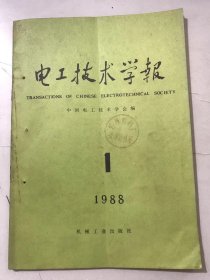 电工技术学报
TRANSACTIONS OF CHINESE ELECTROTECHNICAL SOCIETY
中国电工技术学会编
1
1988
机械工业出版社